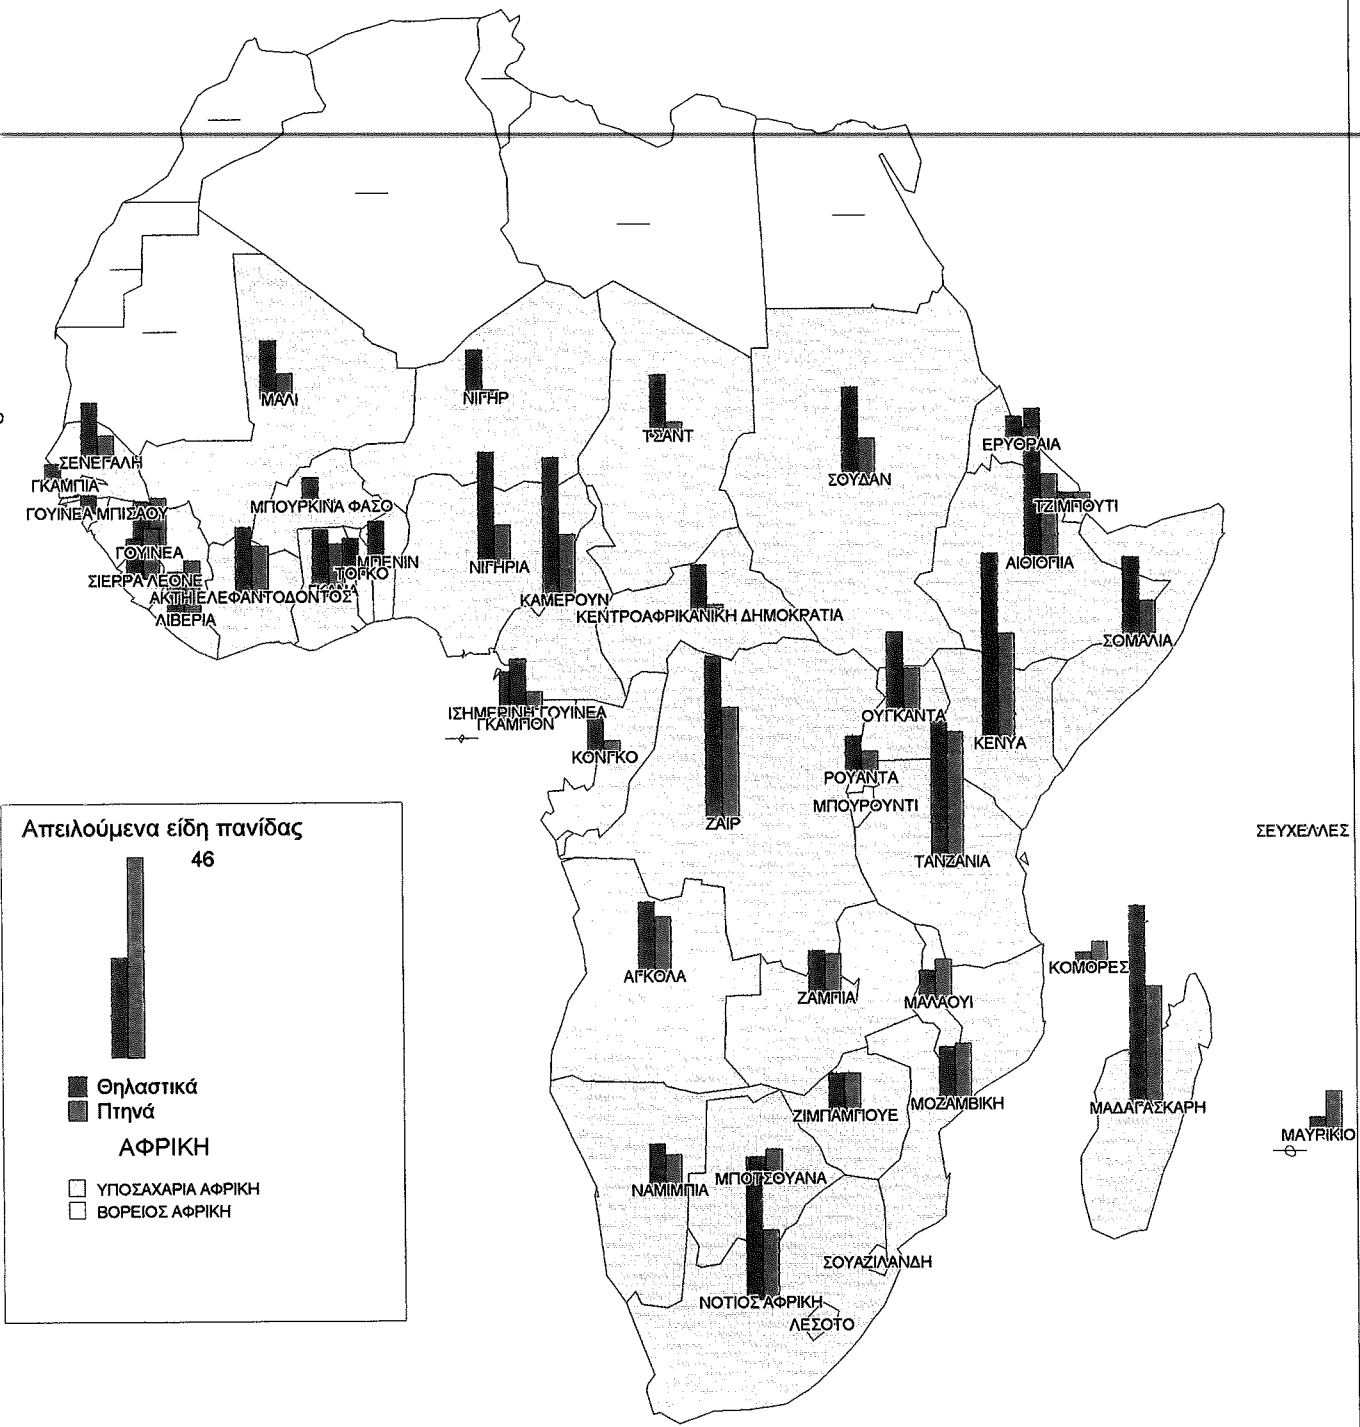 ΜΑΛΙ
ΝΙΓΗΡ
ΤΣΑΝΤ
ΣΟΥΔΑΝ
ΕΡΥΘΡΑΙΑ
ΣΕΝΕΓΑΛΗ
ΓΚΑΜΠΙΑ
ΓΟΥΙΝΕΑ ΜΠΙΣΑΟΥ
ΜΠΟΥΡΚΙΝΑ ΦΑΣΟ
ΤΖΙΜΠΟΥΤΙ
ΓΟΥΙΝΕΑ
ΣΙΕΡΡΑ ΛΕΟΝΕ
ΑΚΤΗ ΕΛΕΦΑΝΤΟΔΟΝΤΟΣ
ΛΙΒΕΡΙΑ
ΜΠΕΝΙΝ
ΤΟΓΚΟ
ΝΙΓΗΡΙΑ
ΚΑΜΕΡΟΥΝ
ΚΕΝΤΡΟΑΦΡΙΚΑΝΙΚΗ ΔΗΜΟΚΡΑΤΙΑ
ΑΙΘΙΟΠΙΑ
ΣΟΜΑΛΙΑ
ΙΣΗΜΕΡΙΝΗ ΓΟΥΙΝΕΑ
ΓΚΑΜΠΟΝ
ΚΟΝΓΚΟ
ΟΥΓΚΑΝΤΑ
ΚΕΝΥΑ
ΡΟΥΑΝΤΑ
ΜΠΟΥΡΟΥΝΤΙ
ΖΑΙΡ
ΤΑΝΖΑΝΙΑ
ΣΕΥΧΕΛΛΕΣ
Απειλούμενα είδη πανίδας
46
Θηλαστικά
Πτηνά
ΑΦΡΙΚΗ
ΥΠΟΣΑΧΑΡΙΑ ΑΦΡΙΚΗ
ΒΟΡΕΙΟΣ ΑΦΡΙΚΗ
ΑΓΚΟΛΑ
ΖΑΜΠΙΑ
ΜΑΛΑΟΥΙ
ΚΟΜΟΡΕΣ
ΖΙΜΠΑΜΠΟΥΕ
ΜΟΖΑΜΒΙΚΗ
ΜΑΔΑΓΑΣΚΑΡΗ
ΜΑΥΡΙΚΙΟ
ΝΑΜΙΜΠΙΑ
ΜΠΟΤΣΟΥΑΝΑ
ΣΟΥΑΖΙΛΑΝΔΗ
ΝΟΤΙΟΣ ΑΦΡΙΚΗ
ΛΕΣΟΤΟ